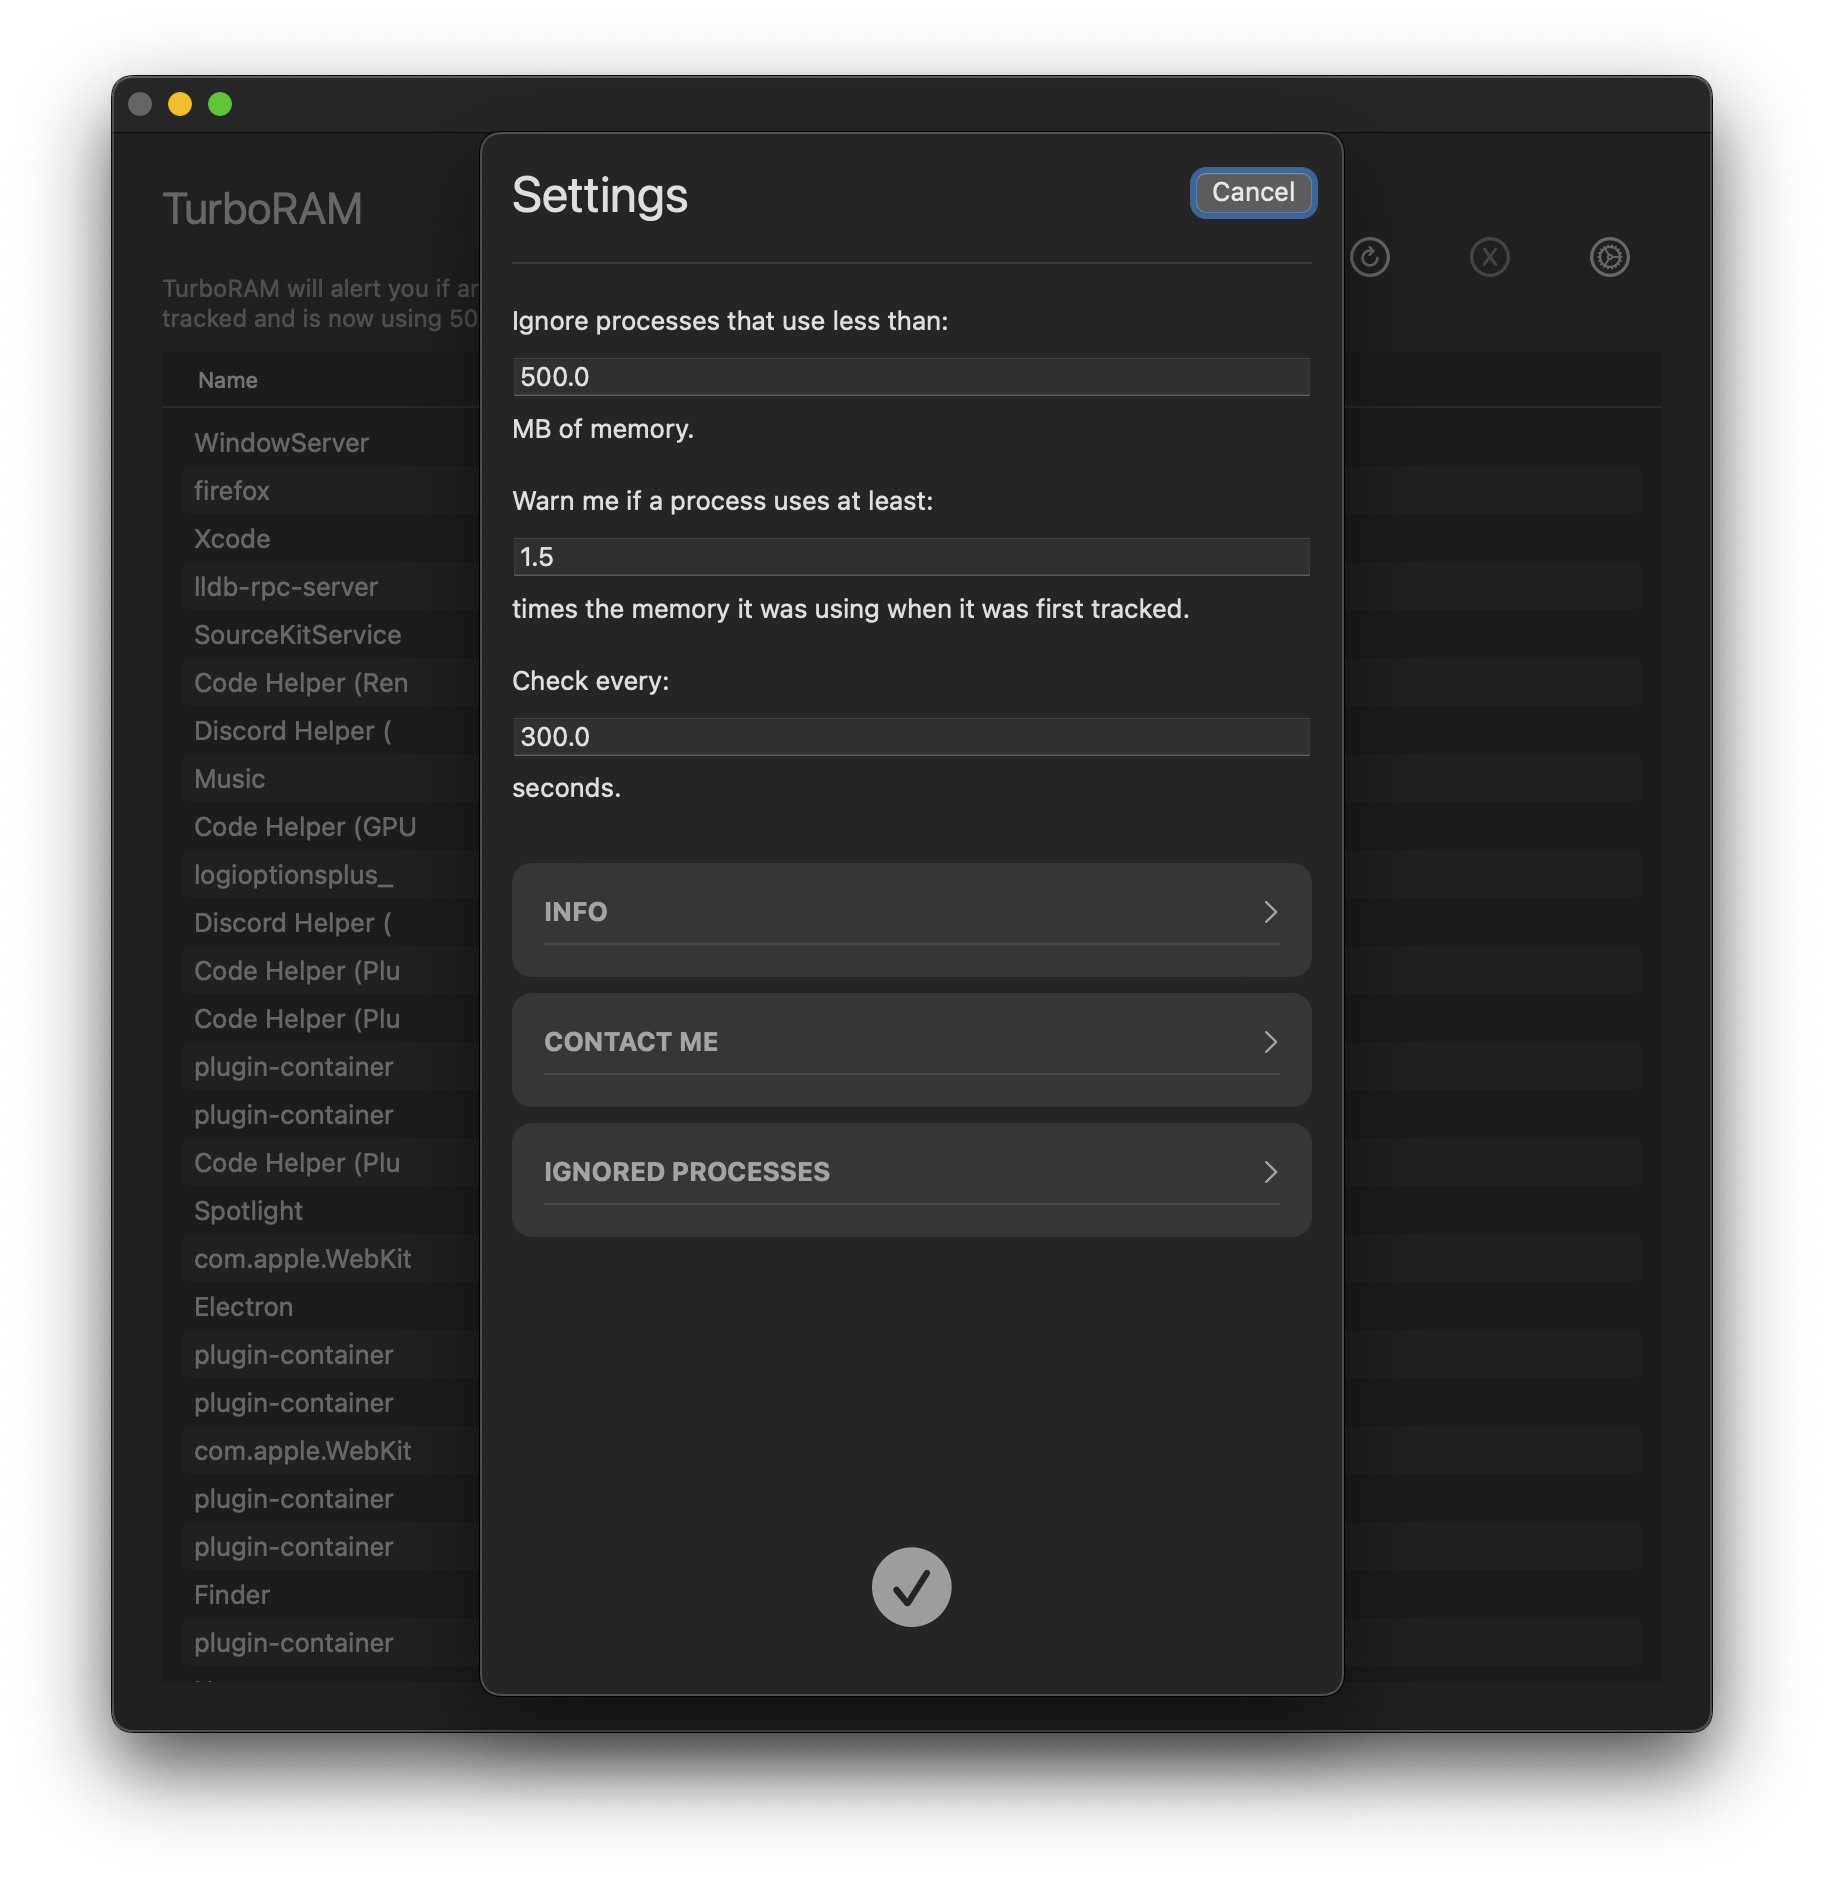 TurboRAM
TurboRAM will alert you if
tracked and is now using 50
Name
WindowServer
firefox
Xcode
lldb-rpc-server
SourceKitService
Code Helper (Ren
Discord Helper (
Music
Code Helper (GPU
logioptionsplus_
Discord Helper (
Code Helper (Plu
Code Helper (Plu
plugin-container
plugin-container
Code Helper (Plu
Spotlight
com.apple.WebKit
Electron
plugin-container
plugin-container
com.apple.WebKit
plugin-container
plugin-container
Finder
plugin-container
Settings
Cancel
Ignore processes that use less than:
500.0
MB of memory.
Warn me if a process uses at least:
1.5
times the memory it was using when it was first tracked.
Check every:
300.0
seconds.
INFO
CONTACT ME
IGNORED PROCESSES
X